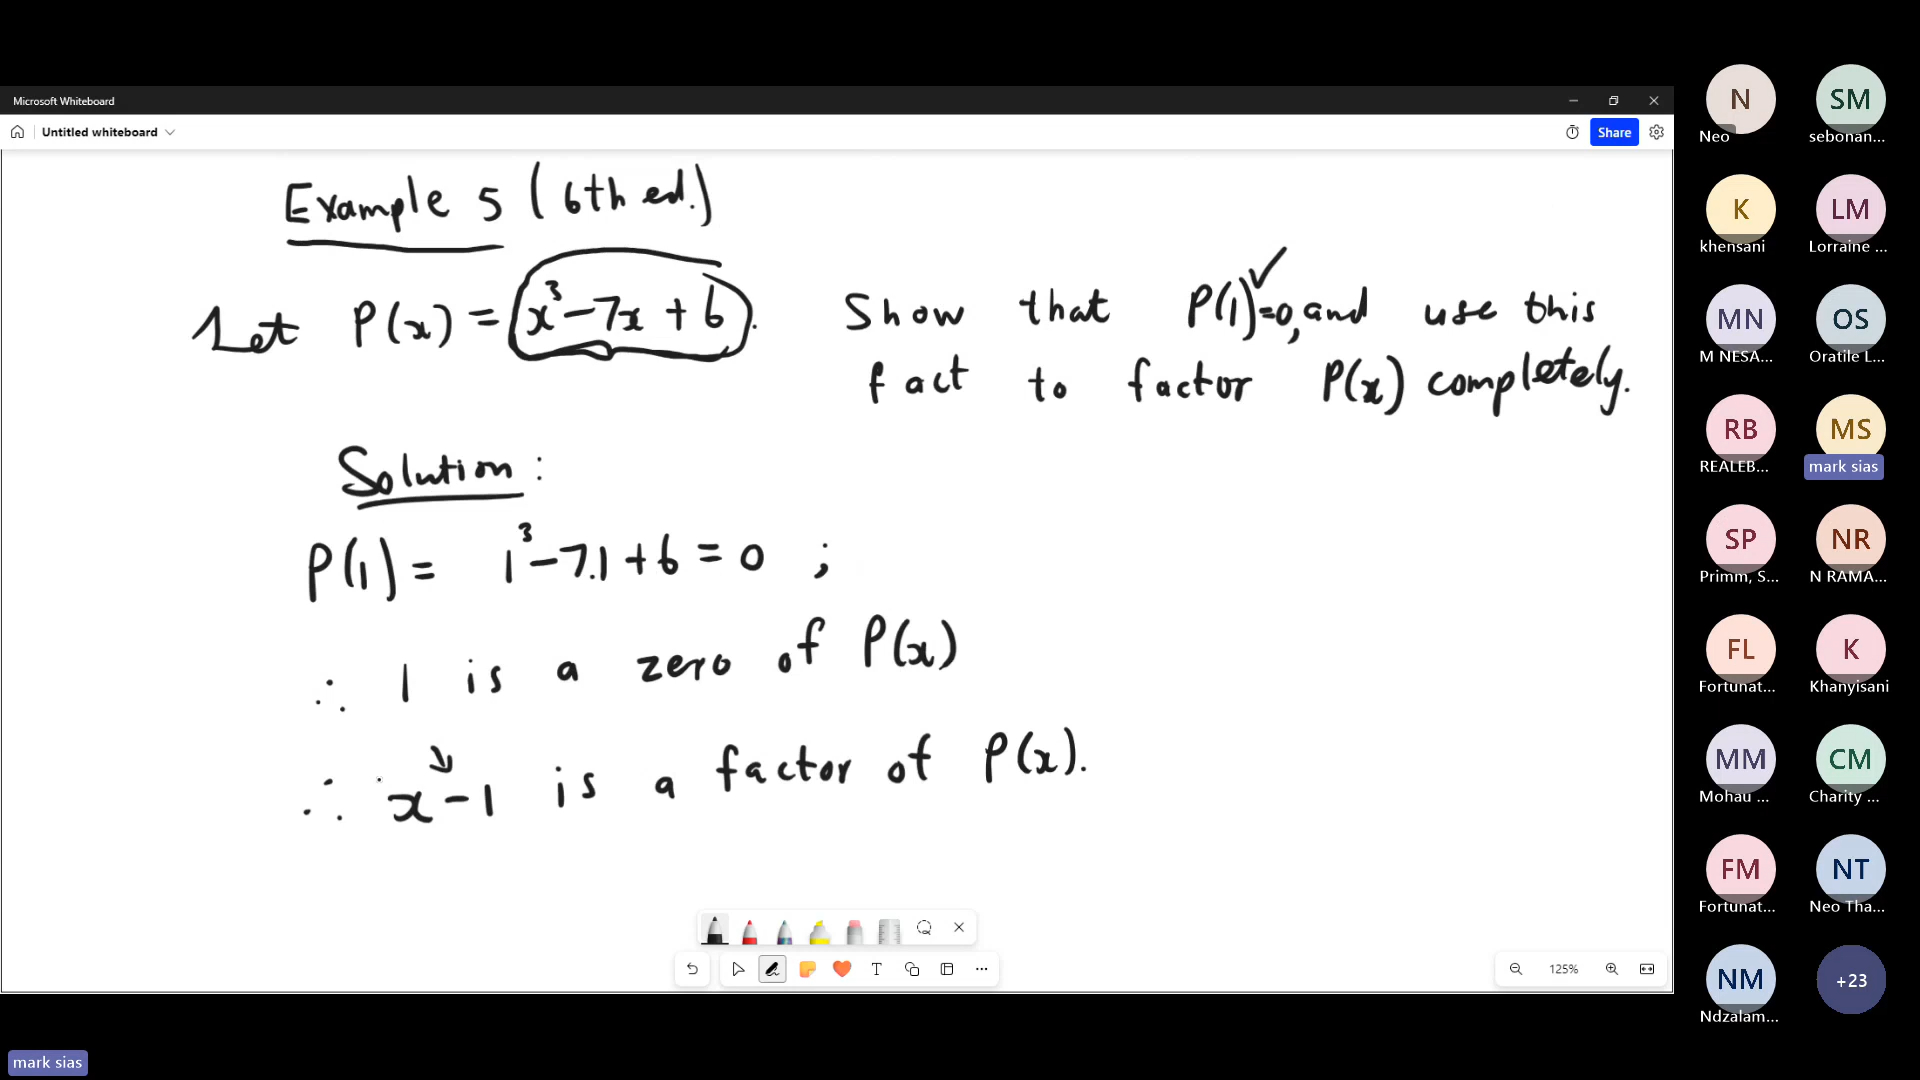 Microsoft Whiteboard
Untitled whiteboard
Share
Example 5 (6th ed.)
Let P(x) = x³ - 7x + 6. Show that P(1)=0, and use this
fact to factor P(x) completely.
Solution:
P(1) = 1³ - 7.1 + 6 = 0 ;
∴ 1 is a zero of P(x)
∴ x - 1 is a factor of P(x).
125%
N SM
Neo sebonan...
K LM
khensani Lorraine ...
MN OS
M NESA... Oratile L...
RB MS
REALEB... mark sias
SP NR
Primm, S... N RAMA...
FL K
Fortunat... Khanyisani
MM CM
Mohau ... Charity ...
FM NT
Fortunat... Neo Tha...
NM +23
Ndzalam...
mark sias